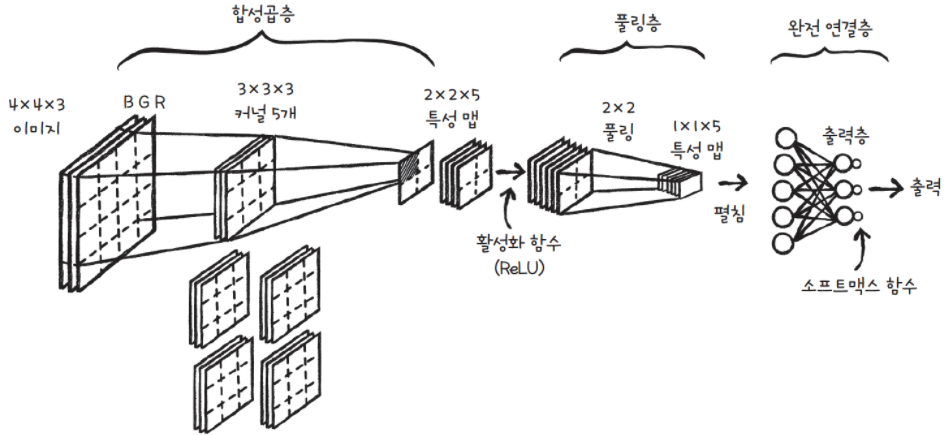 합성곱층
풀링층
완전 연결층
4×4×3
이미지
B G R
3×3×3
커널 5개
2×2×5
특성 맵
활성화 함수
(ReLU)
2×2
풀링
1×1×5
특성 맵
펼침
출력층
출력
소프트맥스 함수